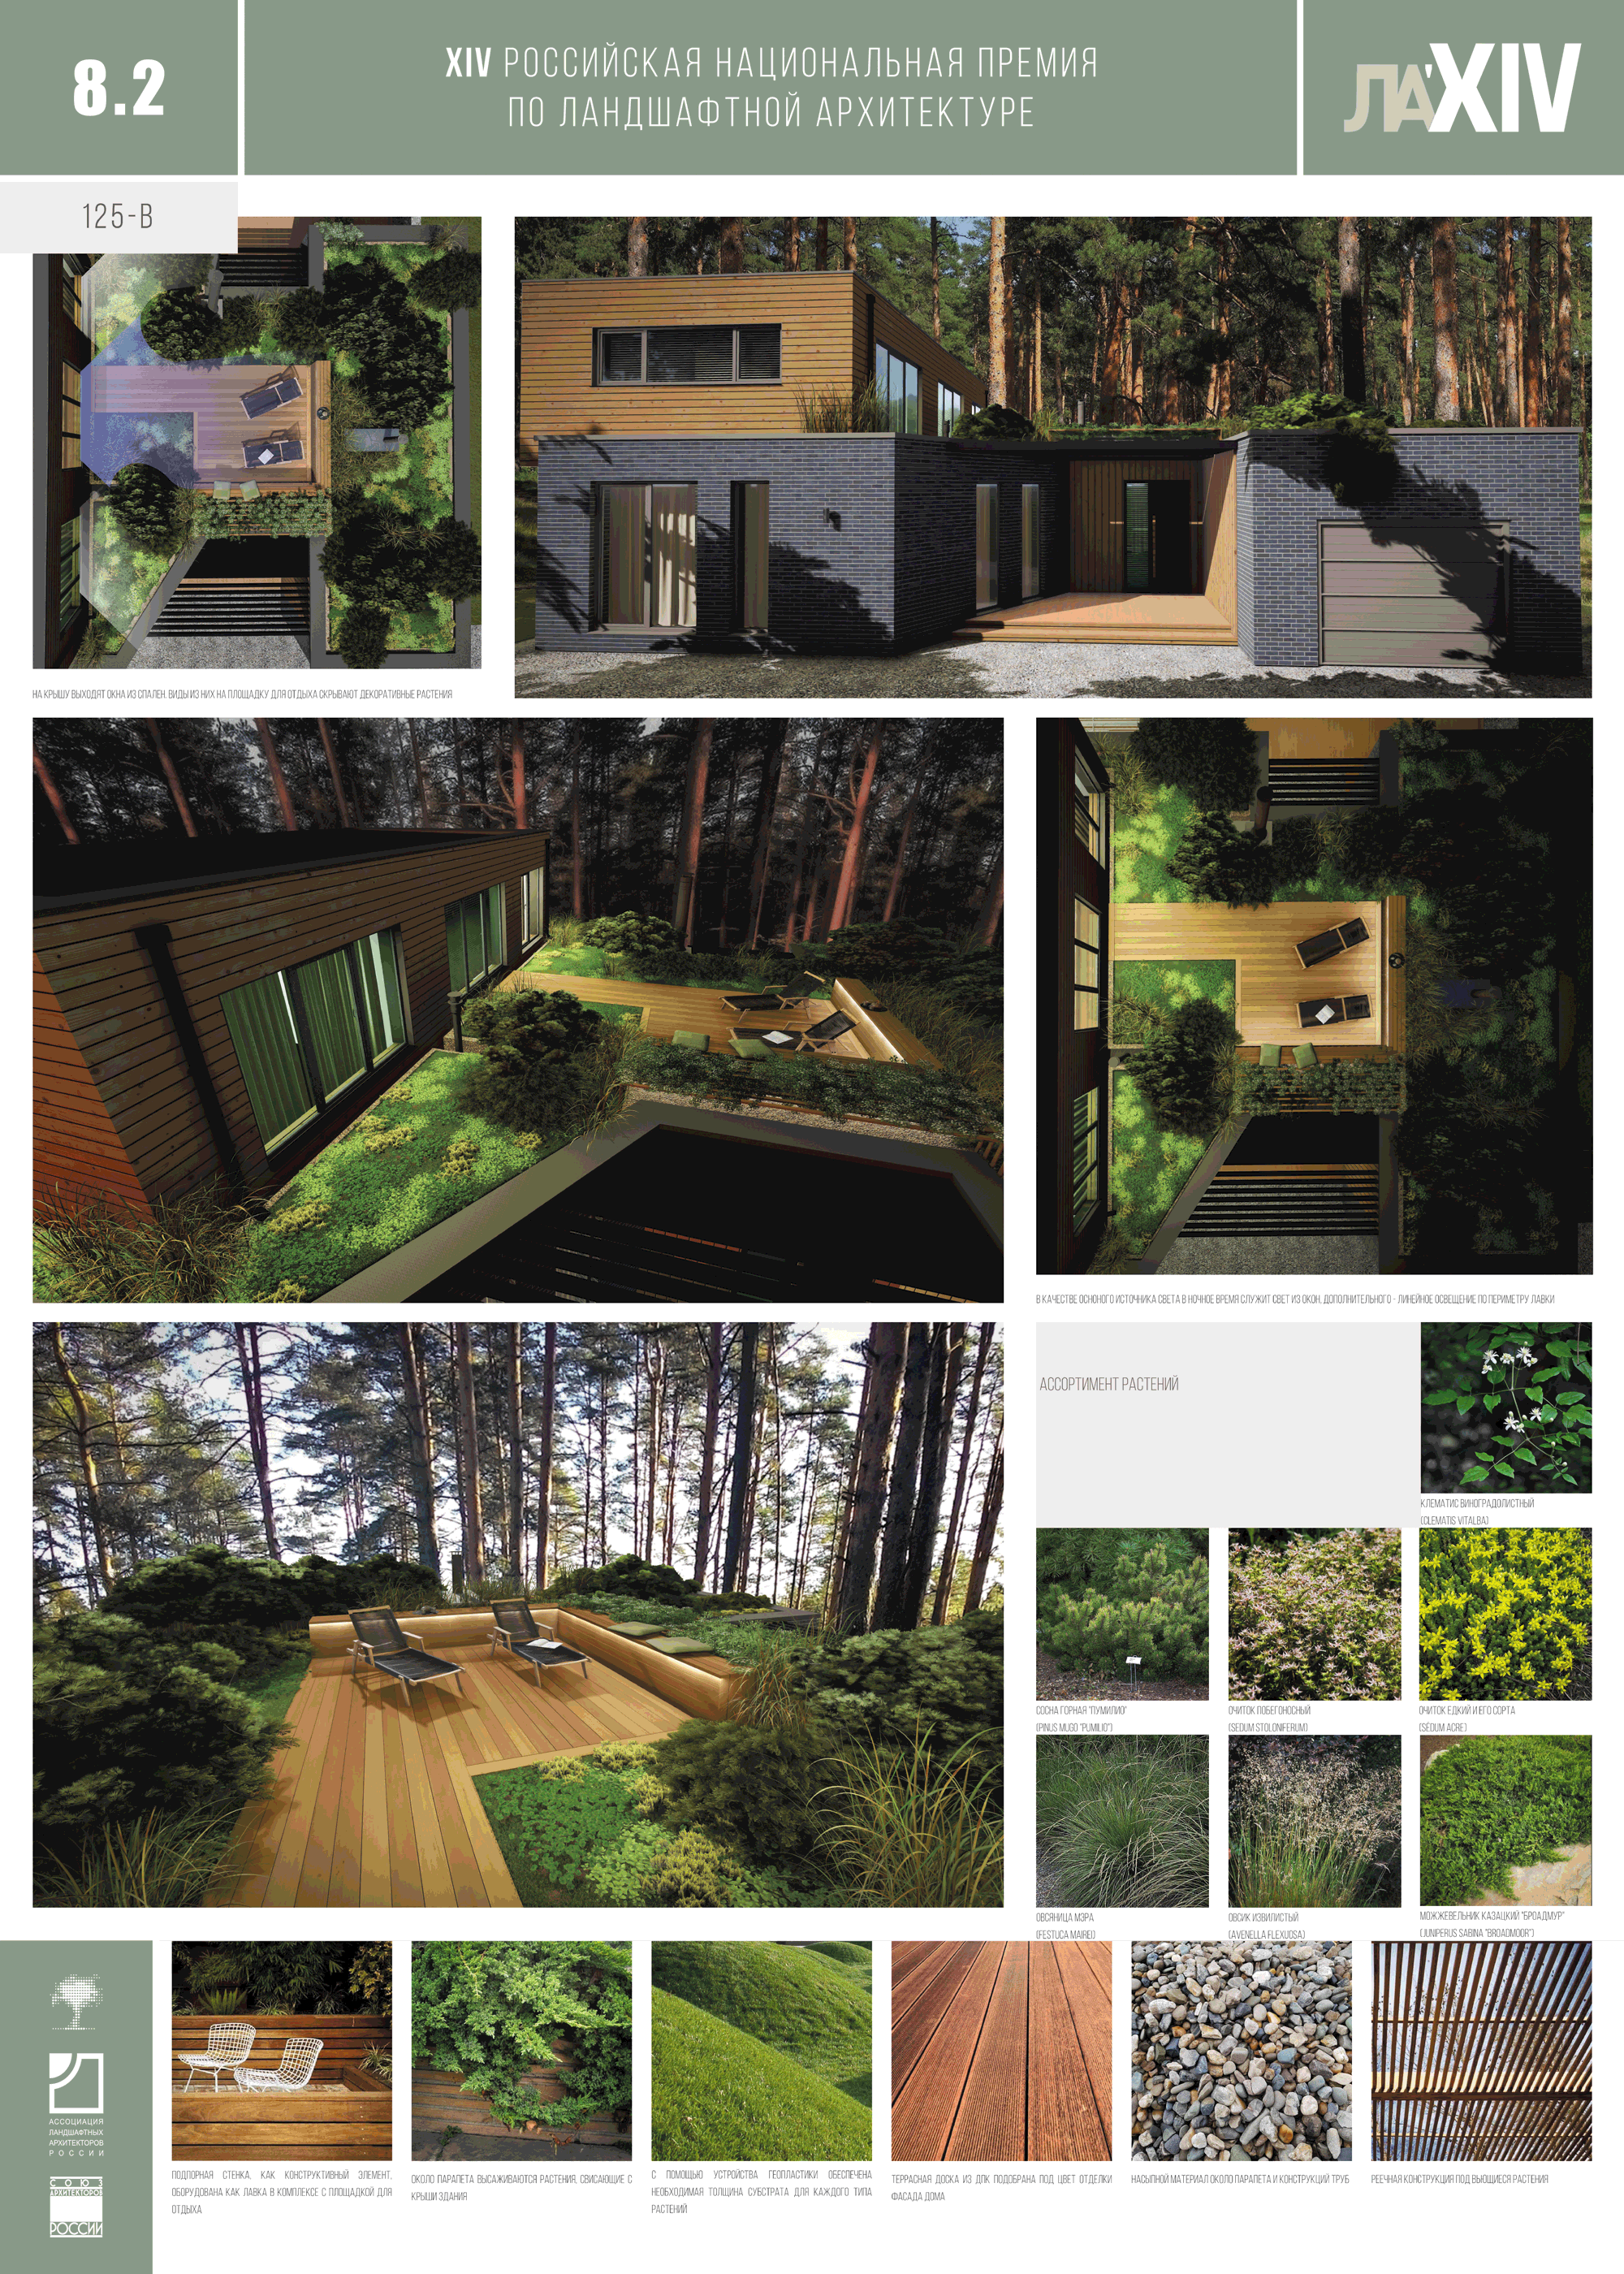 8.2
XIV РОССИЙСКАЯ НАЦИОНАЛЬНАЯ ПРЕМИЯ
ПО ЛАНДШАФТНОЙ АРХИТЕКТУРЕ
ЛА'XIV
125-В
НА КРЫШУ ВЫХОДЯТ ОКНА ИЗ СПАЛЕН. ВИДЫ ИЗ НИХ НА ПЛОЩАДКУ ДЛЯ ОТДЫХА СКРЫВАЮТ ДЕКОРАТИВНЫЕ РАСТЕНИЯ
В КАЧЕСТВЕ ОСНОНОГО ИСТОЧНИКА СВЕТА В НОЧНОЕ ВРЕМЯ СЛУЖИТ СВЕТ ИЗ ОКОН. ДОПОЛНИТЕЛЬНОГО - ЛИНЕЙНОЕ ОСВЕЩЕНИЕ ПО ПЕРИМЕТРУ ЛАВКИ
АССОРТИМЕНТ РАСТЕНИЙ
КЛЕМАТИС ВИНОГРАДОЛИСТНЫЙ
(CLEMATIS VITALBA)
СОСНА ГОРНАЯ "ПУМИЛИО"
(PINUS MUGO "PUMILIO")
ОЧИТОК ПОБЕГОНОСНЫЙ
(SEDUM STOLONIFERUM)
ОЧИТОК ЕДКИЙ И ЕГО СОРТА
(SEDUM ACRE)
ОВСЯНИЦА МЭРА
(FESTUCA MAIREI)
ОВСИК ИЗВИЛИСТЫЙ
(AVENELLA FLEXUOSA)
МОЖЖЕВЕЛЬНИК КАЗАЦКИЙ "БРОАДМУР"
(JUNIPERUS SABINA "BROADMOOR")
АССОЦИАЦИЯ
ЛАНДШАФТНЫХ
АРХИТЕКТОРОВ
РОССИИ
СОЮЗ
АРХИТЕКТОРОВ
РОССИИ
ПОДПОРНАЯ СТЕНКА, КАК КОНСТРУКТИВНЫЙ ЭЛЕМЕНТ,
ОБОРУДОВАНА КАК ЛАВКА В КОМПЛЕКСЕ С ПЛОЩАДКОЙ ДЛЯ
ОТДЫХА
ОКОЛО ПАРАПЕТА ВЫСАЖИВАЮТСЯ РАСТЕНИЯ, СВИСАЮЩИЕ С
КРЫШИ ЗДАНИЯ
С ПОМОЩЬЮ УСТРОЙСТВА ГЕОПЛАСТИКИ ОБЕСПЕЧЕНА
НЕОБХОДИМАЯ ТОЛЩИНА СУБСТРАТА ДЛЯ КАЖДОГО ТИПА
РАСТЕНИЙ
ТЕРРАСНАЯ ДОСКА ИЗ ДПК ПОДОБРАНА ПОД ЦВЕТ ОТДЕЛКИ
ФАСАДА ДОМА
НАСЫПНОЙ МАТЕРИАЛ ОКОЛО ПАРАПЕТА И КОНСТРУКЦИЙ ТРУБ
РЕЕЧНАЯ КОНСТРУКЦИЯ ПОД ВЬЮЩИЕСЯ РАСТЕНИЯ